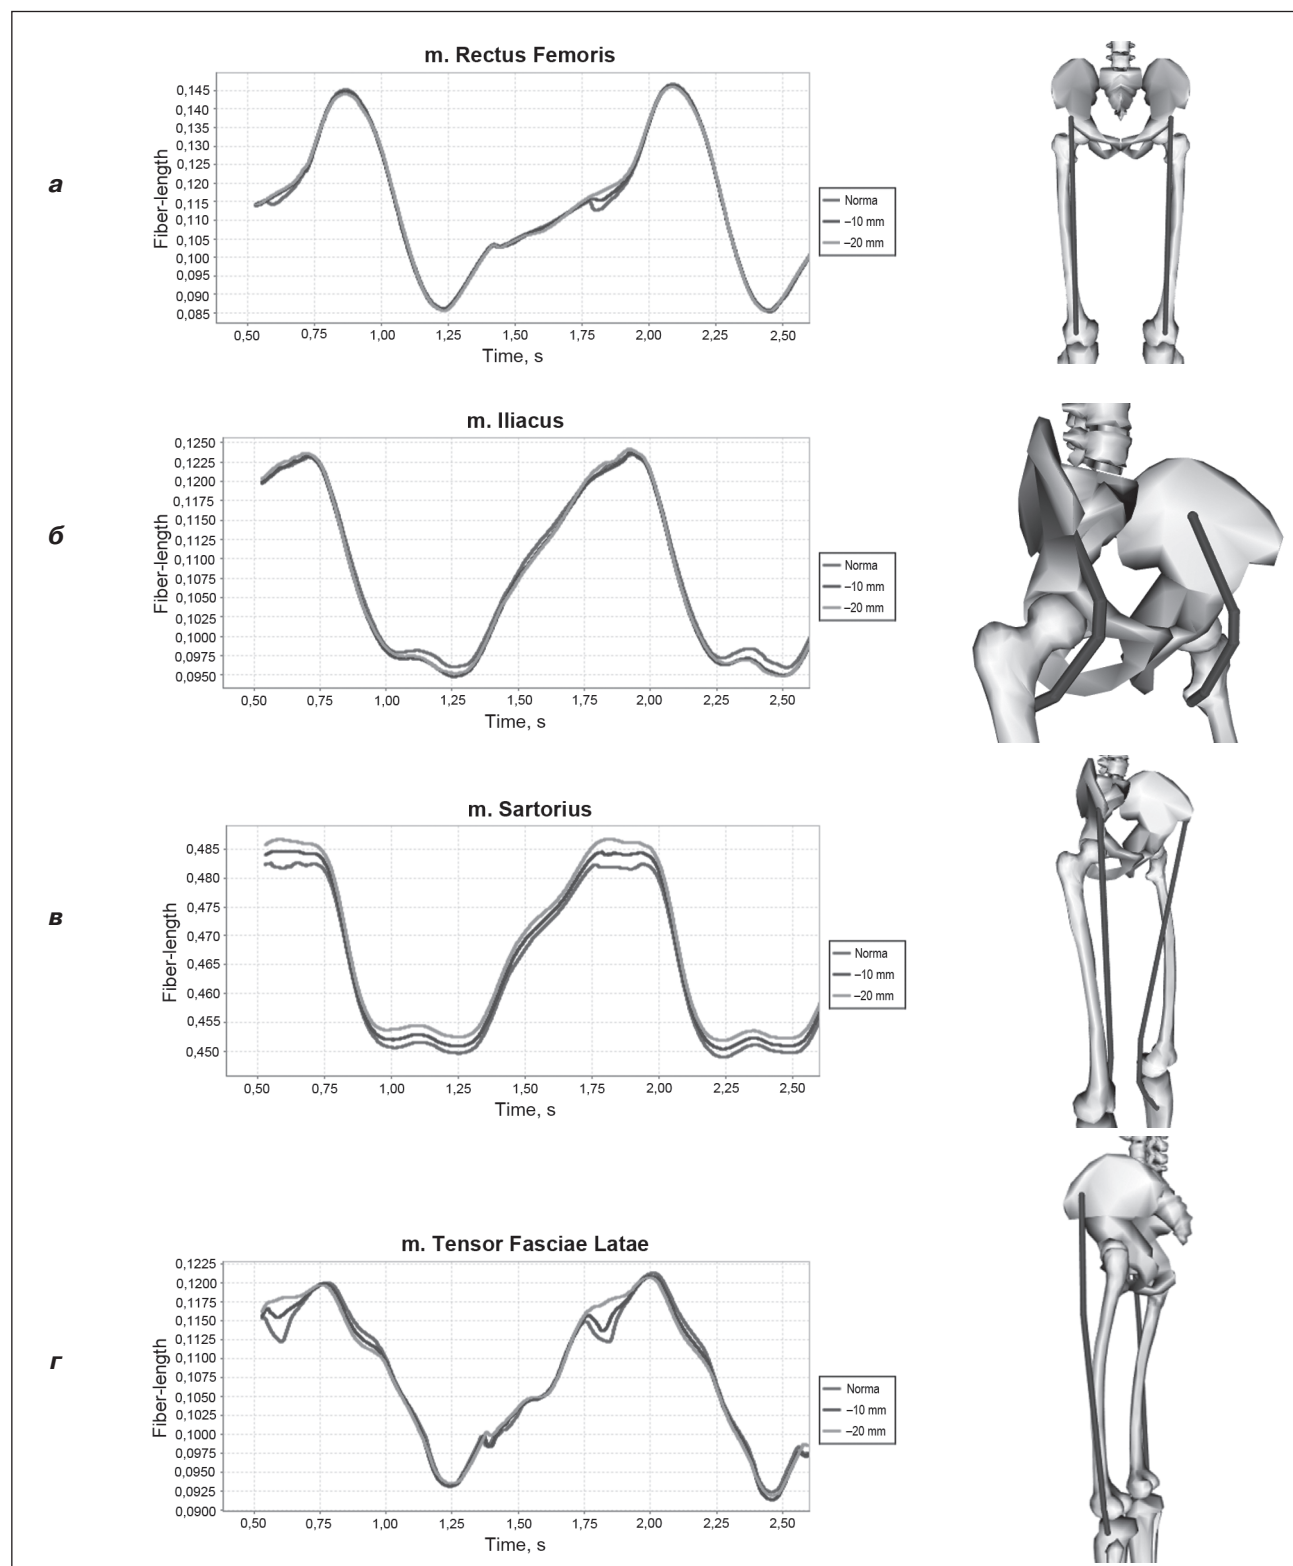 m. Rectus Femoris
а
Fiber-length
0,145
0,140
0,135
0,130
0,125
0,120
0,115
0,110
0,105
0,100
0,095
0,090
0,085
0,50 0,75 1,00 1,25 1,50 1,75 2,00 2,25 2,50
Time, s
Norma
–10 mm
–20 mm
m. Iliacus
б
Fiber-length
0,1250
0,1225
0,1200
0,1175
0,1150
0,1125
0,1100
0,1075
0,1050
0,1025
0,1000
0,0975
0,0950
0,50 0,75 1,00 1,25 1,50 1,75 2,00 2,25 2,50
Time, s
Norma
–10 mm
–20 mm
m. Sartorius
в
Fiber-length
0,485
0,480
0,475
0,470
0,465
0,460
0,455
0,450
0,50 0,75 1,00 1,25 1,50 1,75 2,00 2,25 2,50
Time, s
Norma
–10 mm
–20 mm
m. Tensor Fasciae Latae
г
Fiber-length
0,1225
0,1200
0,1175
0,1150
0,1125
0,1100
0,1075
0,1050
0,1025
0,1000
0,0975
0,0950
0,0925
0,0900
0,50 0,75 1,00 1,25 1,50 1,75 2,00 2,25 2,50
Time, s
Norma
–10 mm
–20 mm